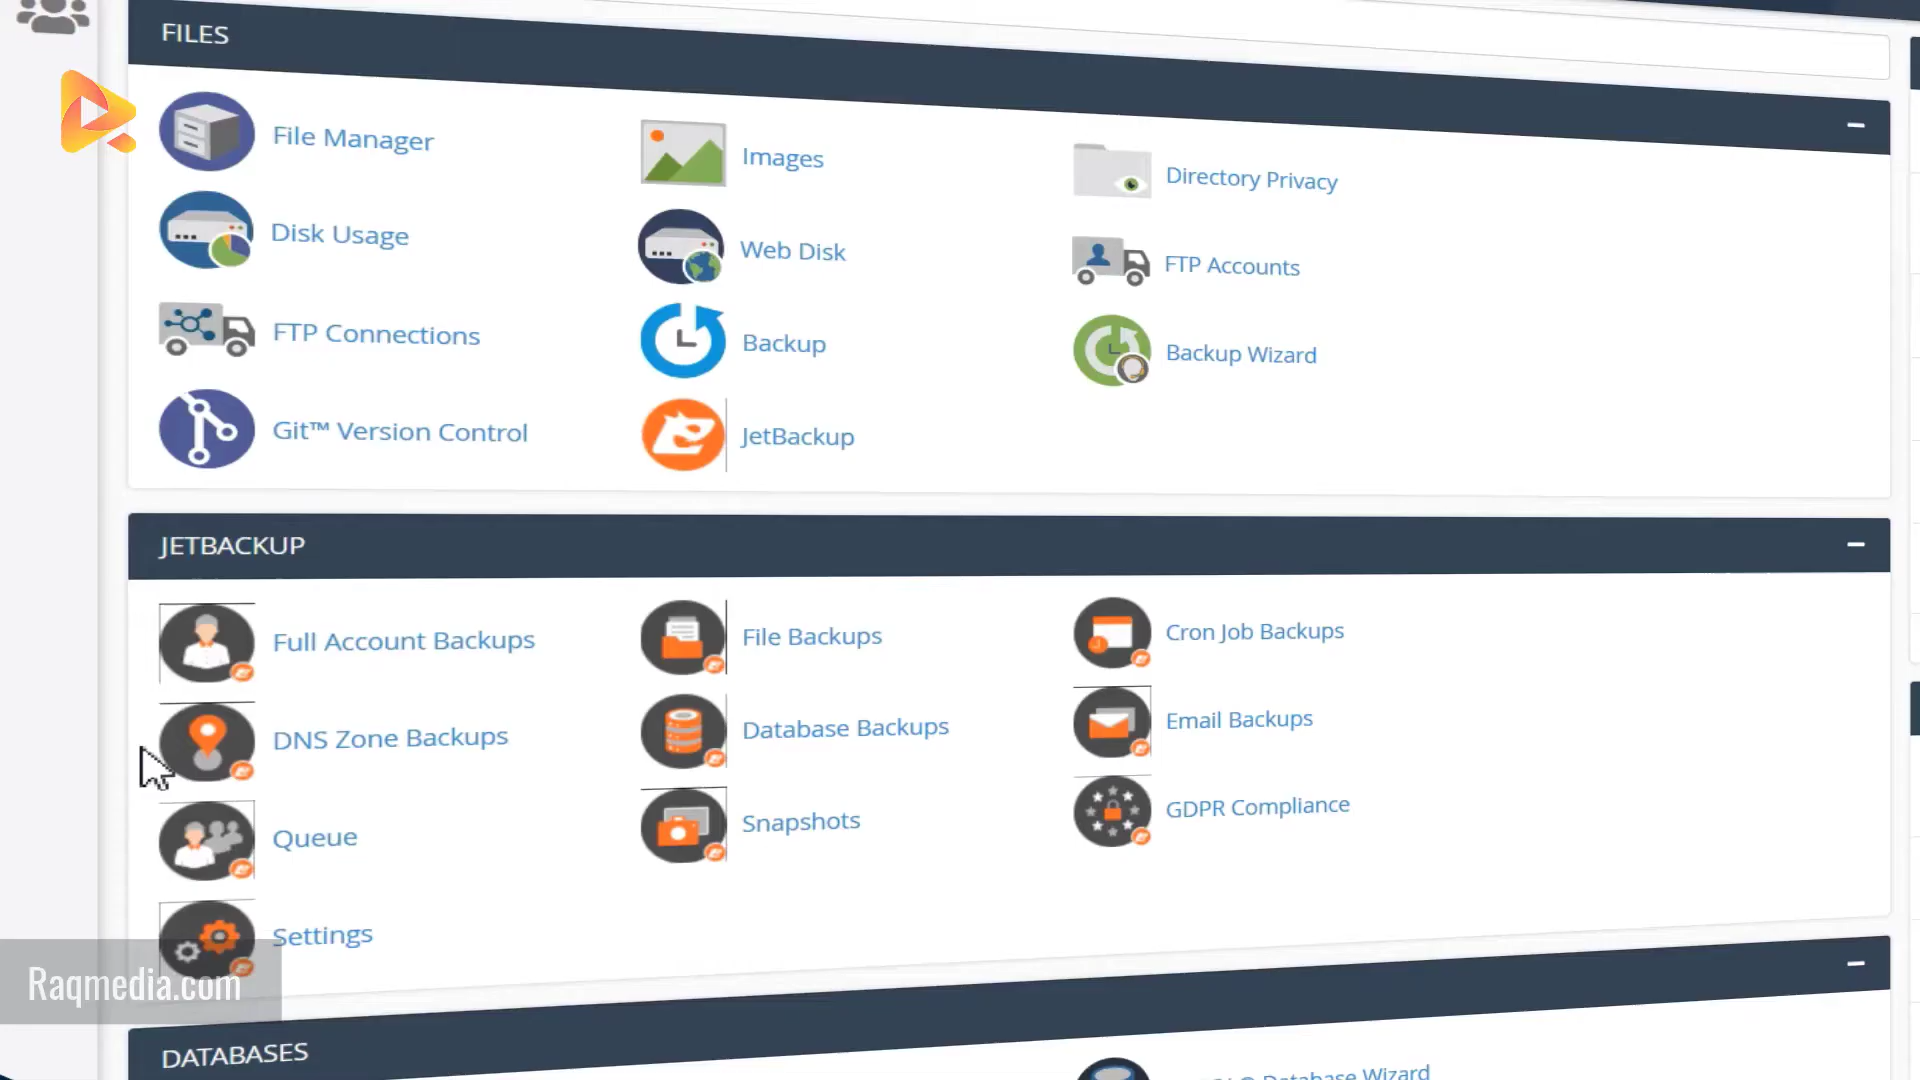 FILES
File Manager
Images
Directory Privacy
Disk Usage
Web Disk
FTP Accounts
FTP Connections
Backup
Backup Wizard
Git™ Version Control
JetBackup
JETBACKUP
Full Account Backups
File Backups
Cron Job Backups
DNS Zone Backups
Database Backups
Email Backups
Queue
Snapshots
GDPR Compliance
Settings
Raqmedia.com
DATABASES
Database Wizard